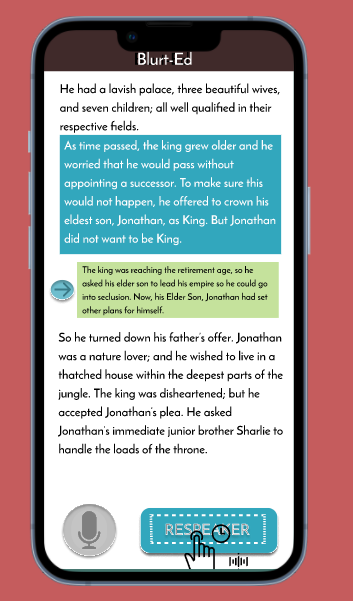 Blurt-Ed
He had a lavish palace, three beautiful wives,
and seven children; all well qualified in their
respective fields.
As time passed, the king grew older and he
worried that he would pass without
appointing a successor. To make sure this
would not happen, he offered to crown his
eldest son, Jonathan, as King. But Jonathan
did not want to be King.
The king was reaching the retirement age, so he
asked his elder son to lead his empire so he could go
into seclusion. Now, his Elder Son, Jonathan had set
other plans for himself.
So he turned down his father's offer. Jonathan
was a nature lover; and he wished to live in a
thatched house within the deepest parts of the
jungle. The king was disheartened; but he
accepted Jonathan's plea. He asked
Jonathan's immediate junior brother Sharlie to
handle the loads of the throne.